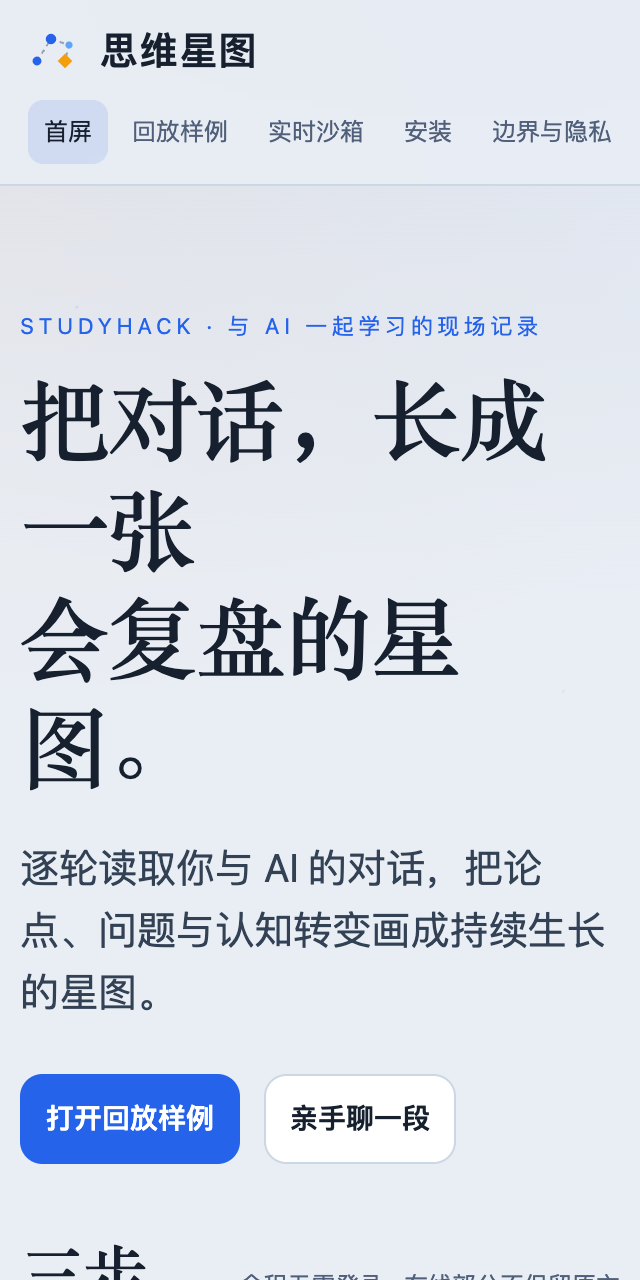 思维星图
首屏 回放样例 实时沙箱 安装 边界与隐私
STUDYHACK · 与 AI 一起学习的现场记录
把对话，长成
一张
会复盘的星
图。
逐轮读取你与 AI 的对话，把论
点、问题与认知转变画成持续生长
的星图。
打开回放样例 亲手聊一段
三步